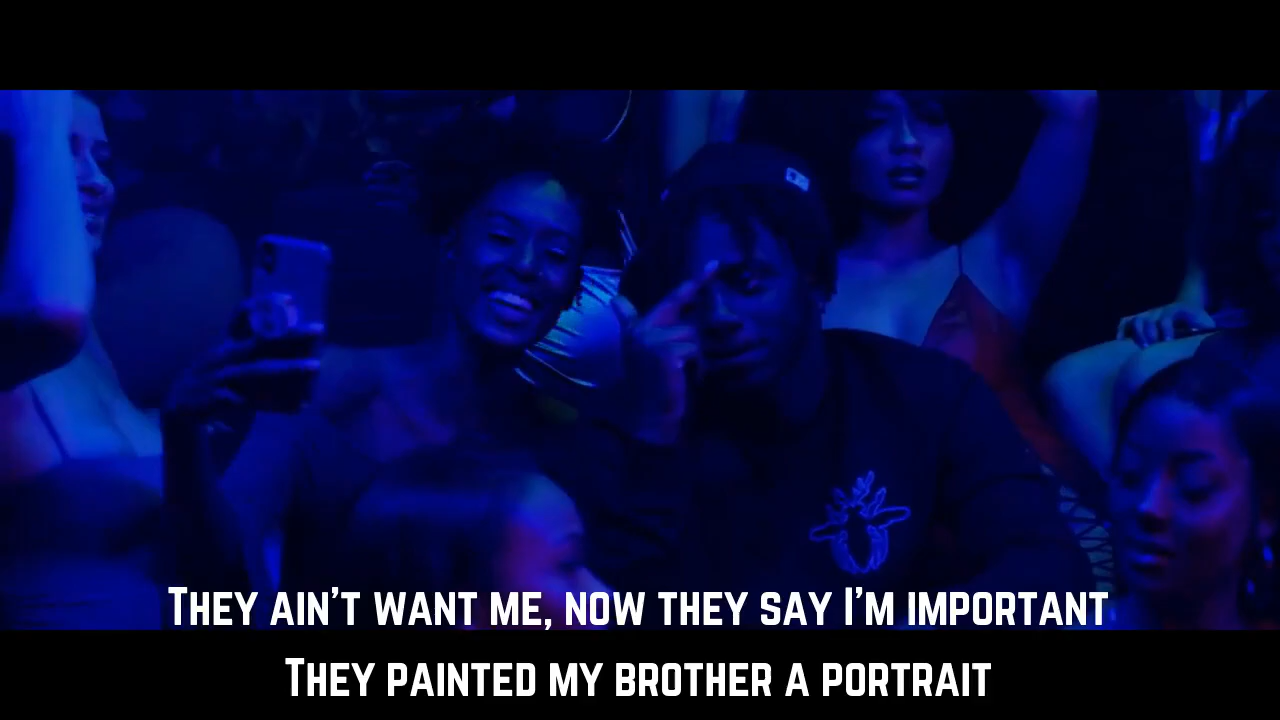 They ain't want me, now they say I'm important
They painted my brother a portrait